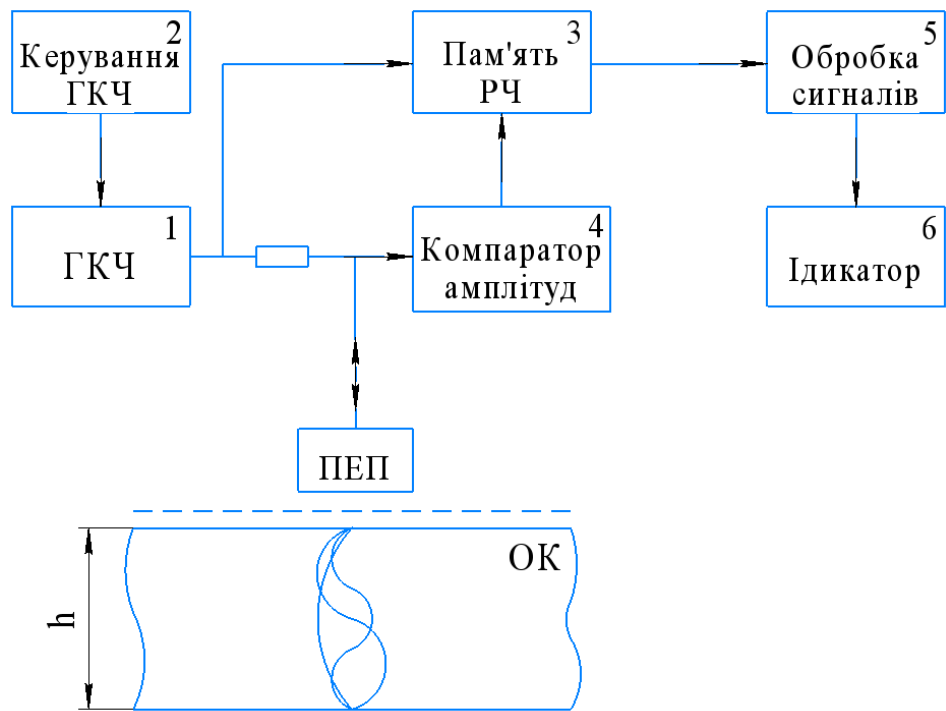 2
Керування
ГКЧ
3
Пам'ять
РЧ
5
Обробка
сигналів
1
ГКЧ
4
Компаратор
амплітуд
6
Ідикатор
ПЕП
ОК
h